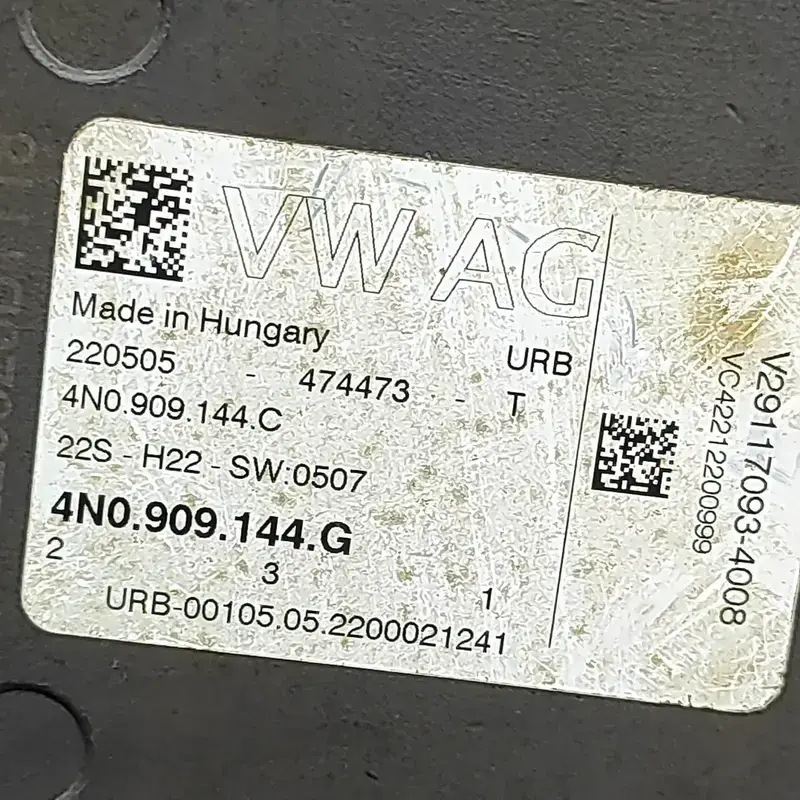 VW AG
Made in Hungary
220505 - 474473 - URB T
4N0.909.144.C
22S - H22 - SW:0507
4N0.909.144.G
2 3 1
URB-00105.05.2200021241
V29117093-4008
VC42212200999